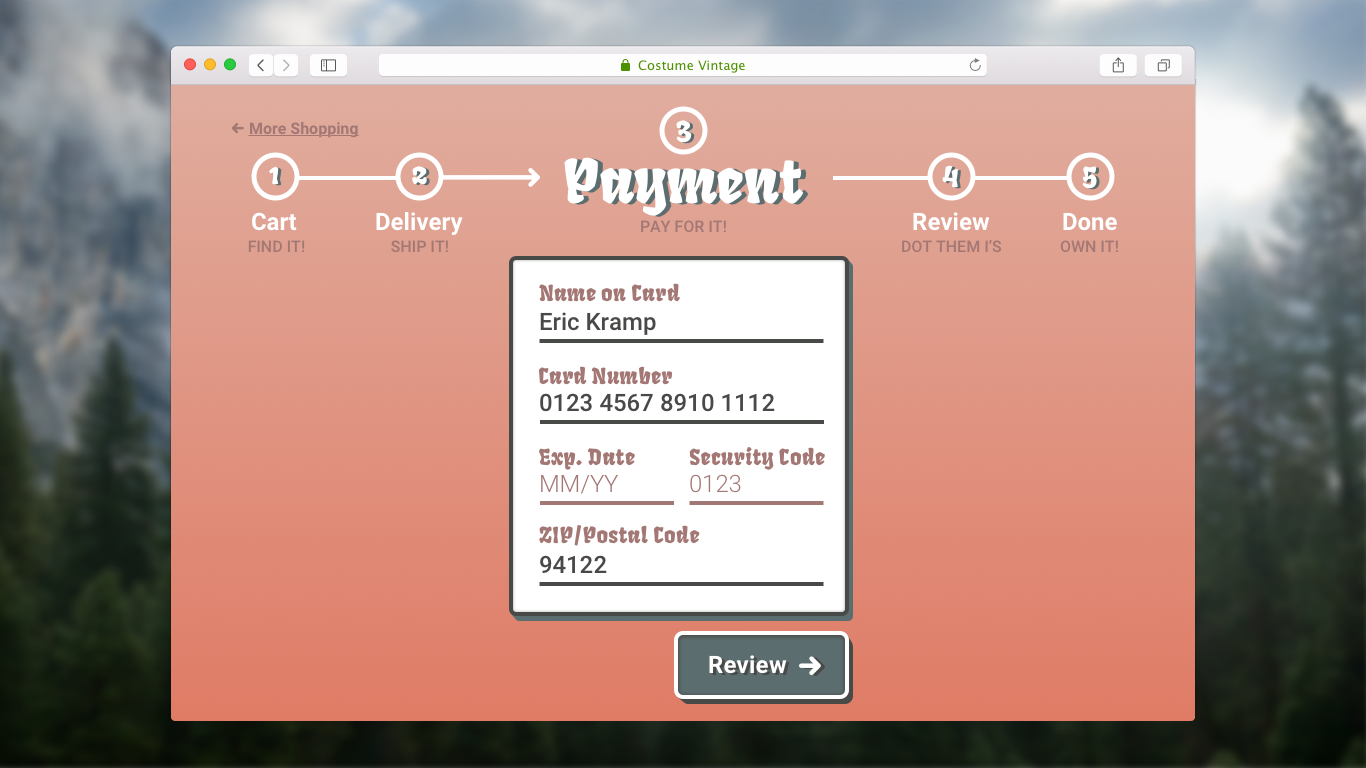 Costume Vintage
More Shopping
3
1
2
Payment
4
5
Cart
Delivery
PAY FOR IT!
Review
Done
FIND IT!
SHIP IT!
DOT THEM I'S
OWN IT!
Name on Card
Eric Kramp
Card Number
0123 4567 8910 1112
Exp. Date
Security Code
MM/YY
0123
ZIP/Postal Code
94122
Review